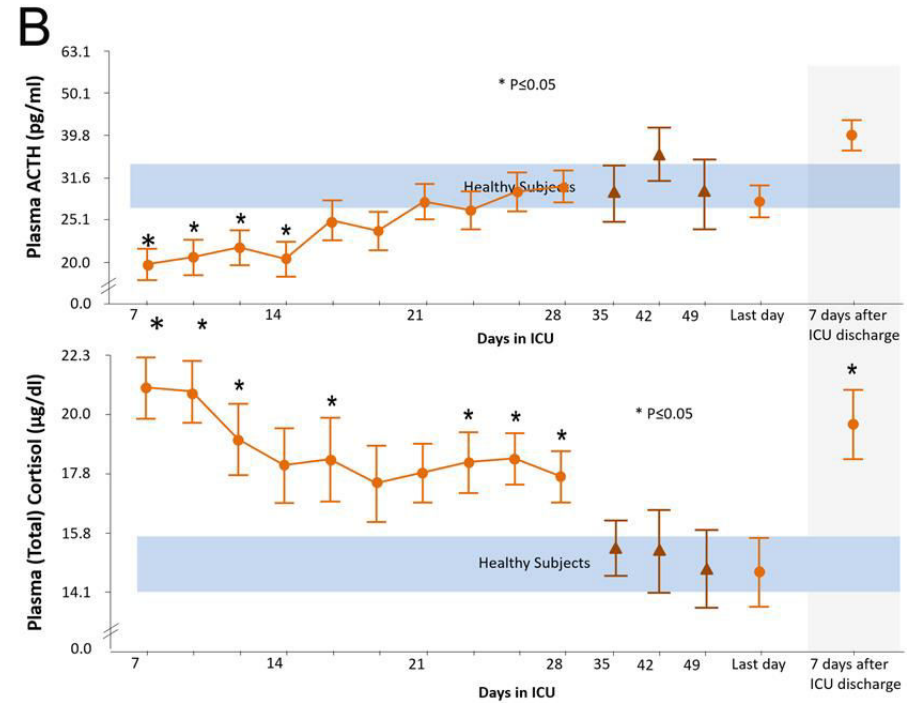 B
Plasma ACTH (pg/ml)
63.1
50.1
39.8
31.6
25.1
20.0
0.0
* P≤0.05
Healthy Subjects
* * * *
7 14 21 28 35 42 49 Last day 7 days after
ICU discharge
Days in ICU
Plasma (Total) Cortisol (µg/dl)
22.3
20.0
17.8
15.8
14.1
0.0
* *
* * * * * *
* P≤0.05
Healthy Subjects
7 14 21 28 35 42 49 Last day 7 days after
ICU discharge
Days in ICU